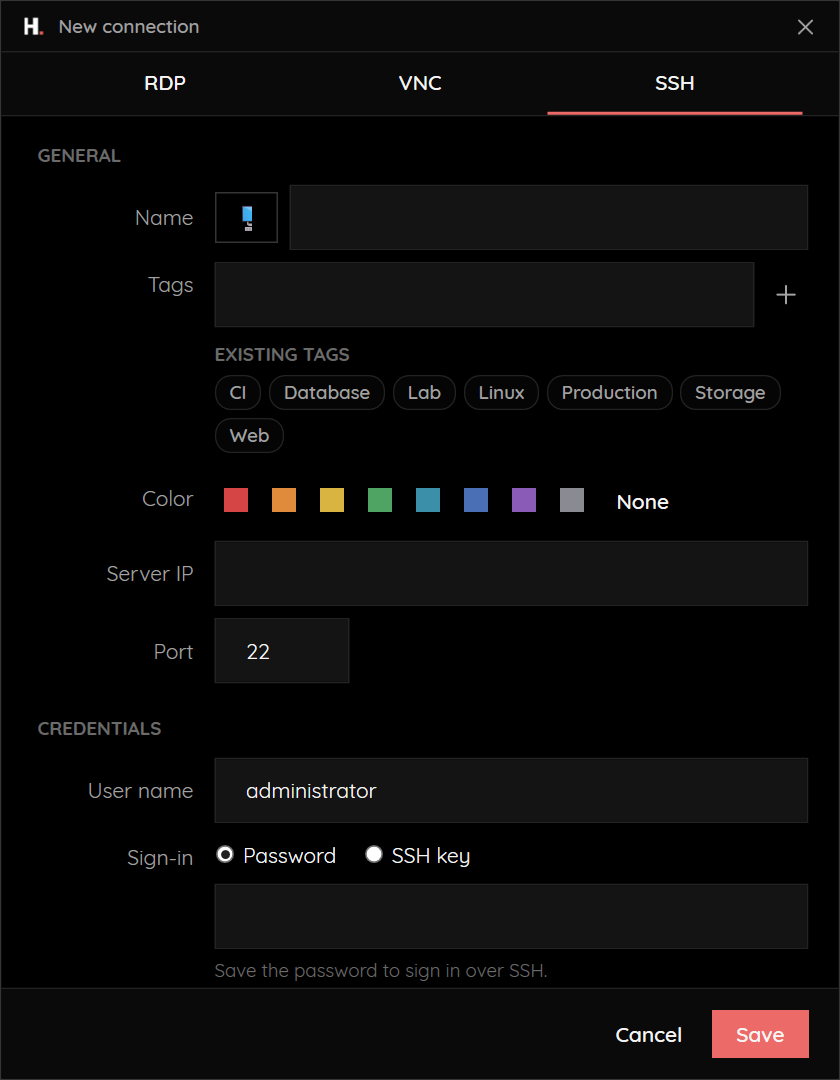 H. New connection
RDP VNC SSH
GENERAL
Name
Tags
EXISTING TAGS
CI Database Lab Linux Production Storage
Web
Color None
Server IP
Port 22
CREDENTIALS
User name administrator
Sign-in Password SSH key
Save the password to sign in over SSH.
Cancel Save